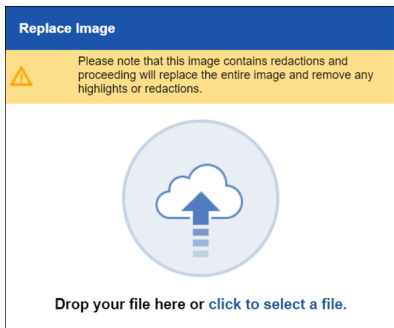 Replace Image
Please note that this image contains redactions and
proceeding will replace the entire image and remove any
highlights or redactions.
Drop your file here or click to select a file.